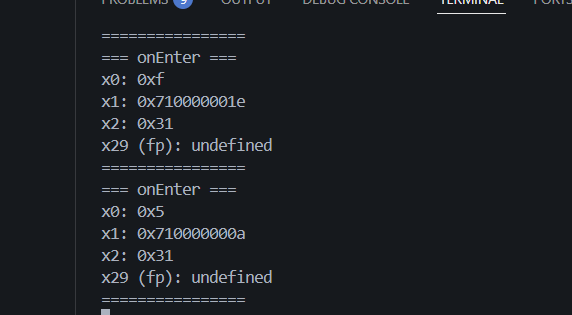 PROBLEMS 9 OUTPUT DEBUG CONSOLE TERMINAL PORTS
================
=== onEnter ===
x0: 0xf
x1: 0x710000001e
x2: 0x31
x29 (fp): undefined
================
=== onEnter ===
x0: 0x5
x1: 0x710000000a
x2: 0x31
x29 (fp): undefined
================